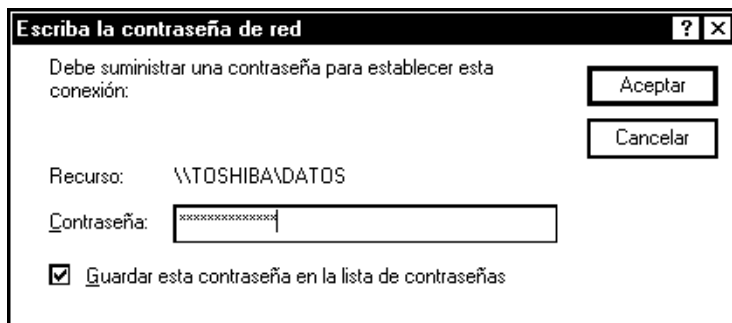 Escriba la contraseña de red
? ×
Debe suministrar una contraseña para establecer esta
conexión:
Aceptar
Cancelar
Recurso: \\TOSHIBA\DATOS
Contraseña: **************
Guardar esta contraseña en la lista de contraseñas